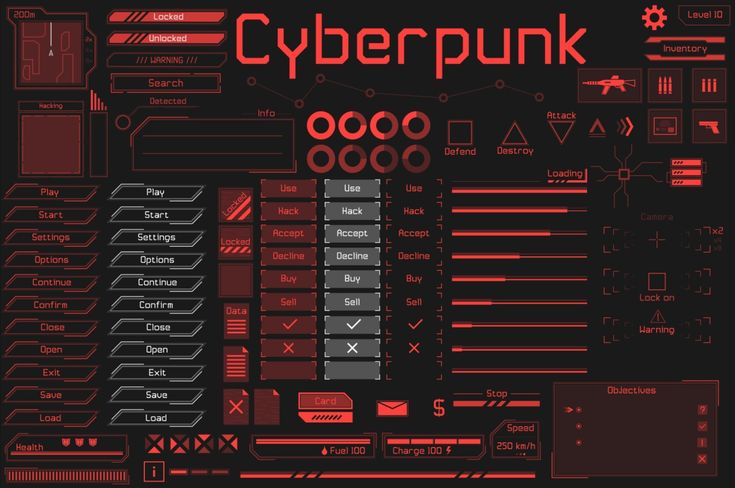 200m
A
Locked
Unlocked
/// WARNING ///
Search
Detected
Cyberpunk
Level 10
Inventory
Hacking
Info
Defend
Destroy
Attack
Loading
Play
Start
Settings
Options
Continue
Confirm
Close
Open
Exit
Save
Load
Play
Start
Settings
Options
Continue
Confirm
Close
Open
Exit
Save
Load
Locked
Locked
Data
Use
Hack
Accept
Decline
Buy
Sell
Use
Hack
Accept
Decline
Buy
Sell
Use
Hack
Accept
Decline
Buy
Sell
Camera
x2
Lock on
Warning
Card
$
Stop
Speed
250 km/h
Objectives
?
!
Health
i
Fuel 100
Charge 100